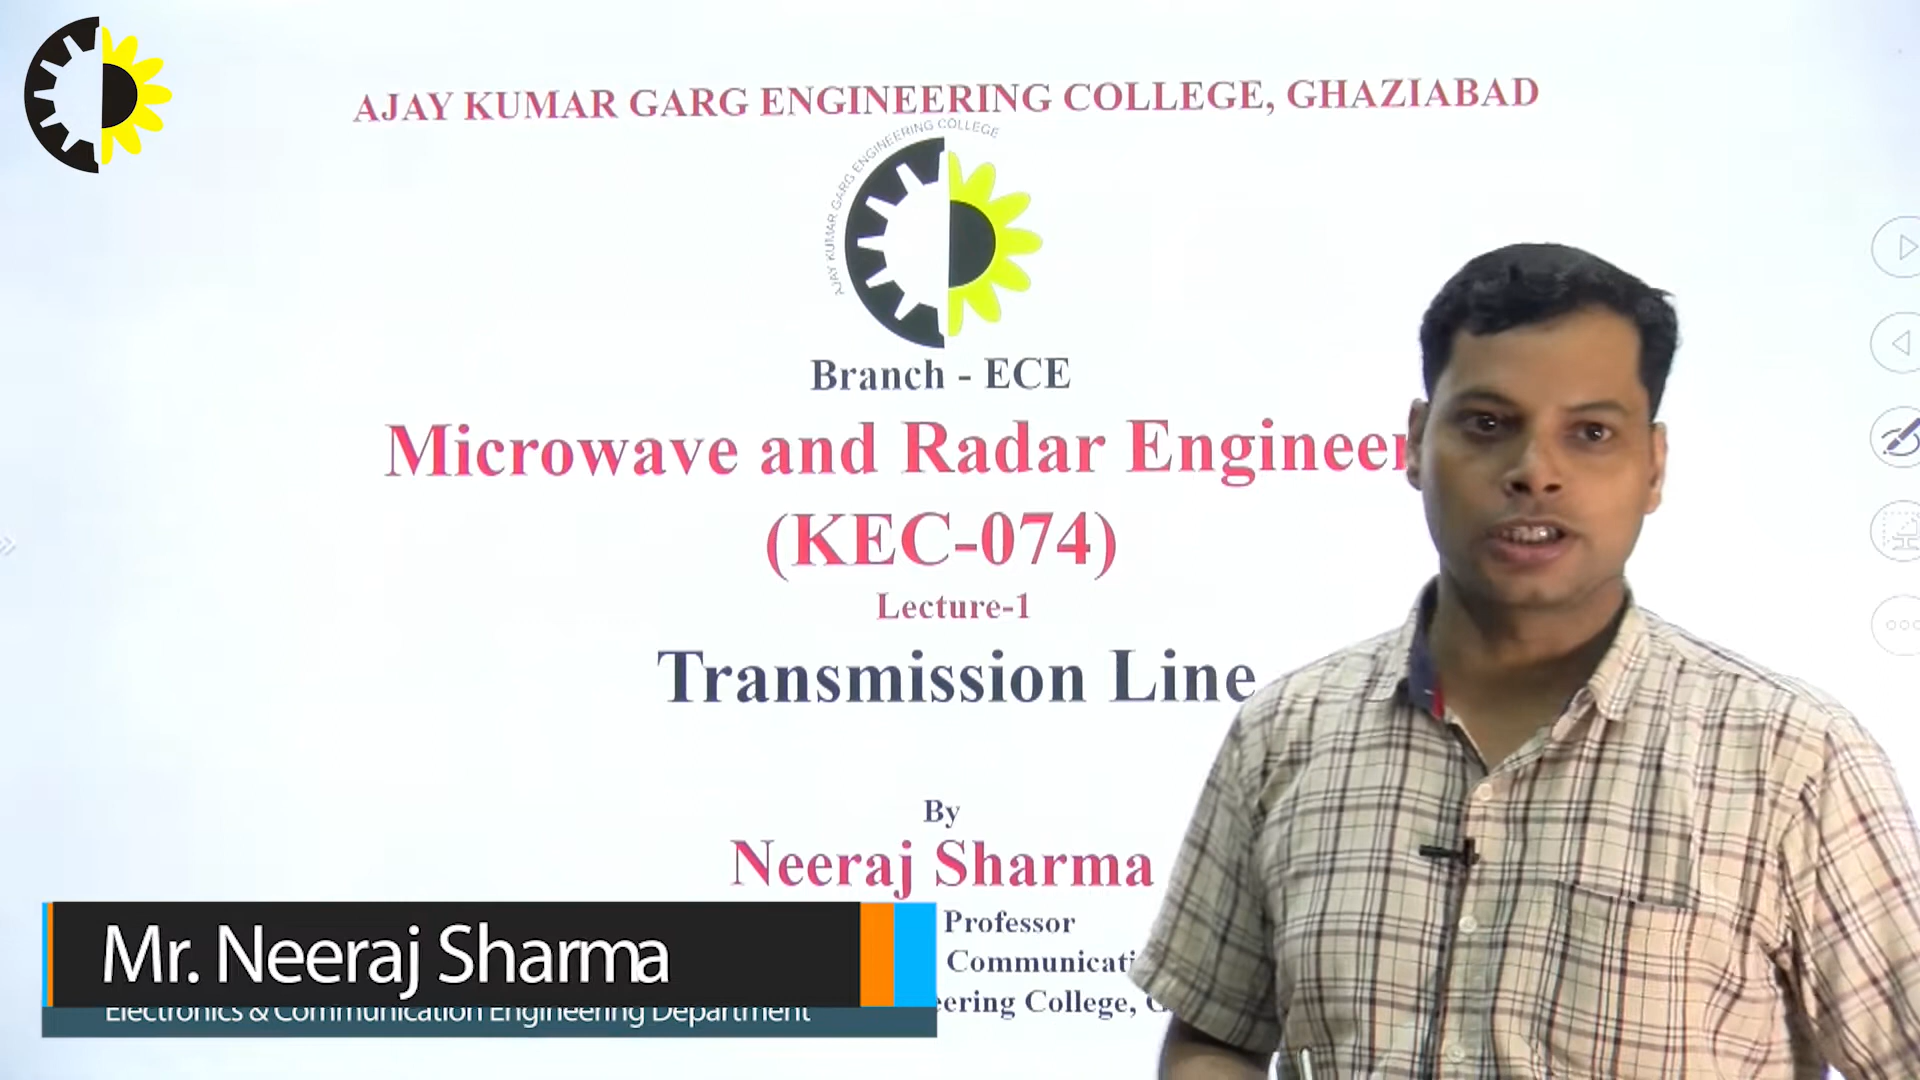 AJAY KUMAR GARG ENGINEERING COLLEGE, GHAZIABAD
AJAY KUMAR GARG ENGINEERING COLLEGE
Branch - ECE
Microwave and Radar Engineer
(KEC-074)
Lecture-1
Transmission Line
By
Neeraj Sharma
Professor
Communicati
eering College, G
Mr. Neeraj Sharma
Electronics & Communication Engineering Department